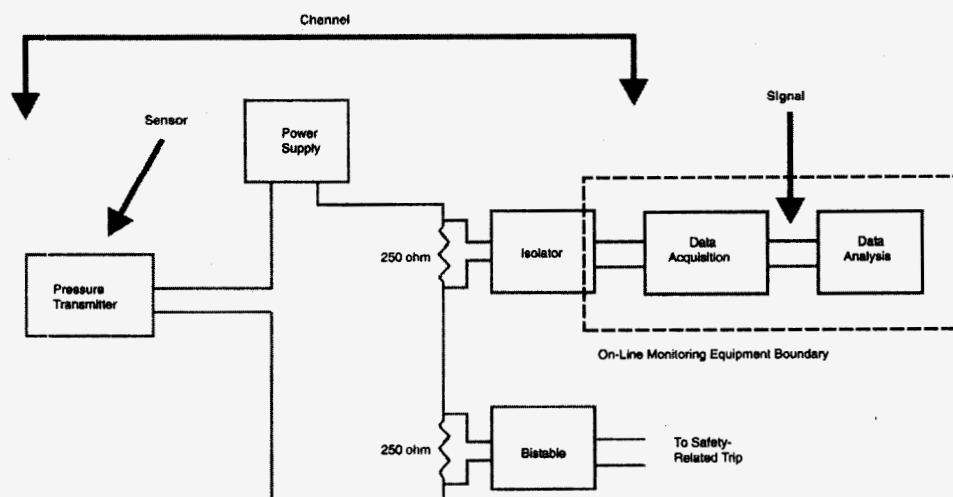 Channel
Signal
Sensor
Power
Supply
250 ohm
Isolator
Data
Acquisition
Data
Analysis
Pressure
Transmitter
On-Line Monitoring Equipment Boundary
250 ohm
Bistable
To Safety-
Related Trip